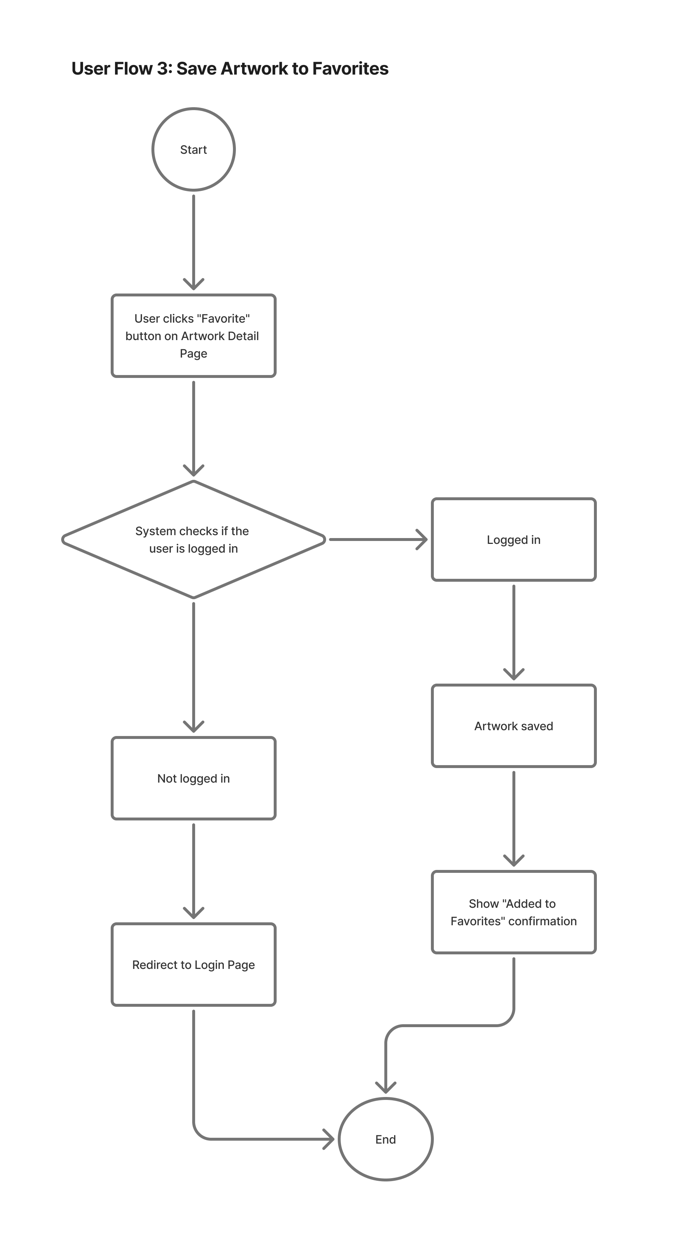 User Flow 3: Save Artwork to Favorites
Start
User clicks "Favorite"
button on Artwork Detail
Page
System checks if the
user is logged in
Logged in
Artwork saved
Show "Added to
Favorites" confirmation
Not logged in
Redirect to Login Page
End